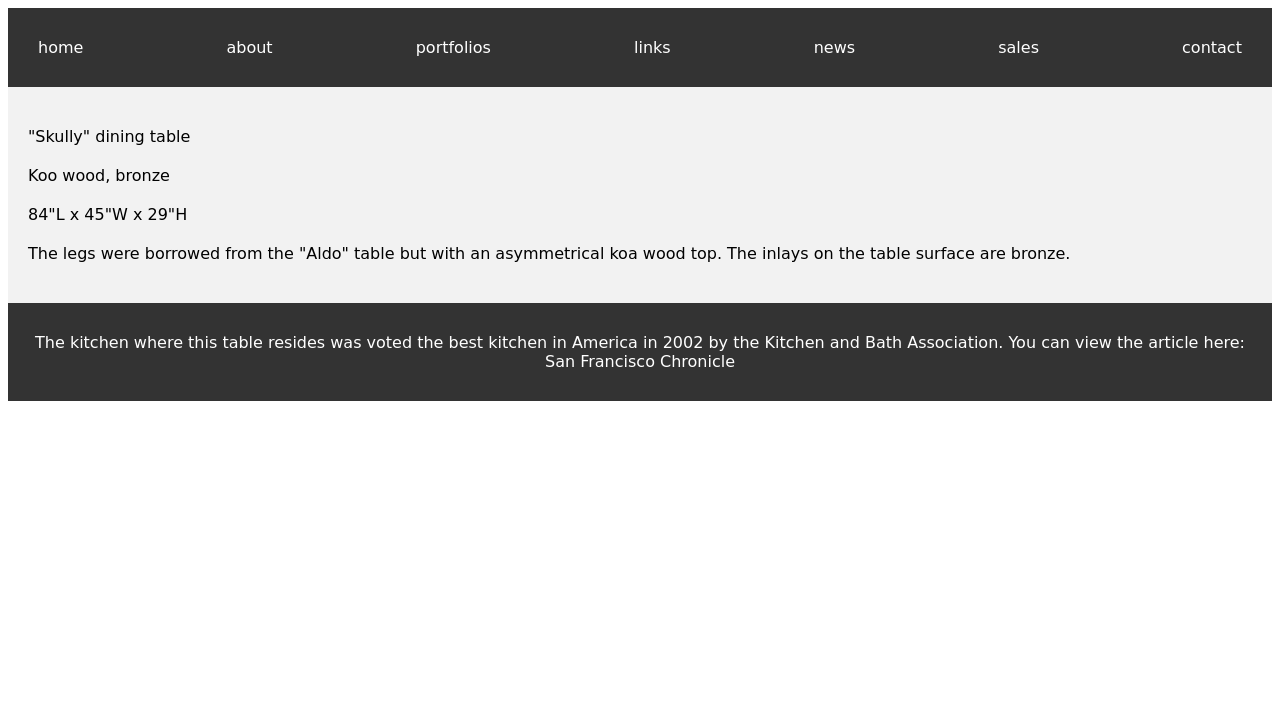 home about portfolios links news sales contact
"Skully" dining table
Koo wood, bronze
84"L x 45"W x 29"H
The legs were borrowed from the "Aldo" table but with an asymmetrical koa wood top. The inlays on the table surface are bronze.
The kitchen where this table resides was voted the best kitchen in America in 2002 by the Kitchen and Bath Association. You can view the article here:
San Francisco Chronicle